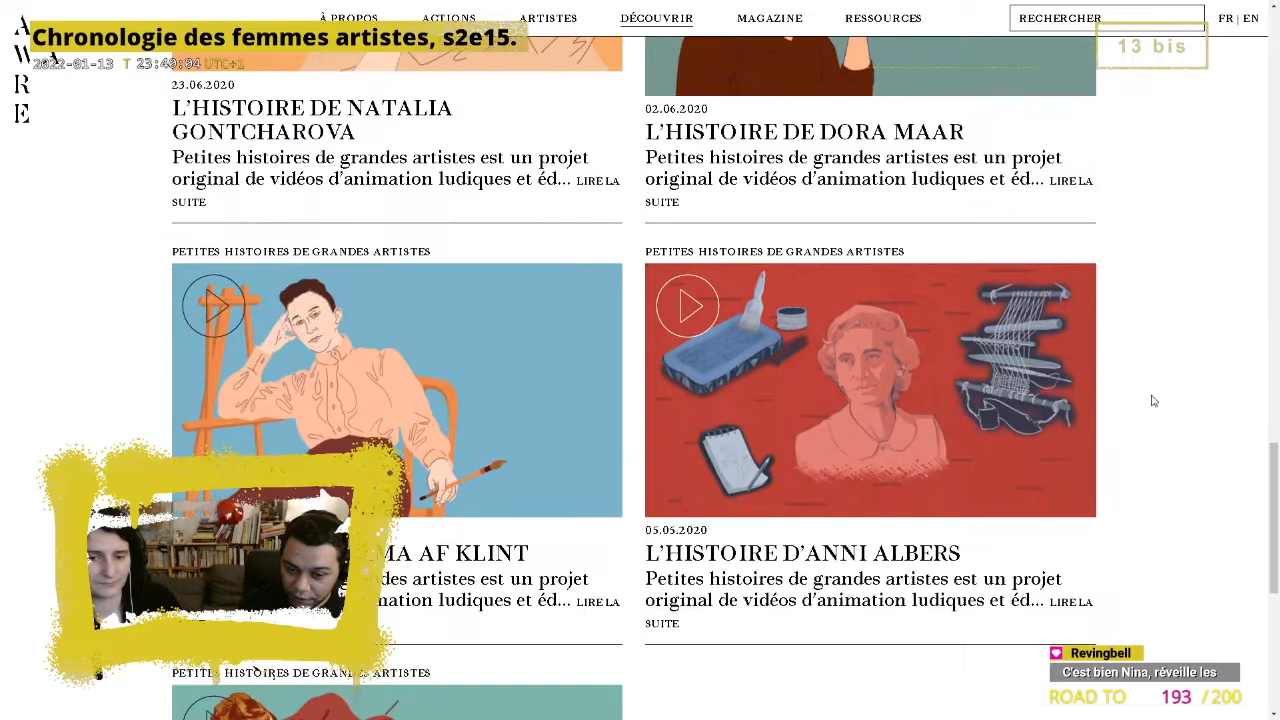 À PROPOS
ACTIONS
ARTISTES
DÉCOUVRIR
MAGAZINE
RESSOURCES
RECHERCHER
FR | EN
A
W
A
R
E
Chronologie des femmes artistes, s2e15.
2022-01-13 T 23:40:04 UTC+1
13 bis
23.06.2020
L'HISTOIRE DE NATALIA
GONTCHAROVA
Petites histoires de grandes artistes est un projet
original de vidéos d'animation ludiques et éd... LIRE LA
SUITE
02.06.2020
L'HISTOIRE DE DORA MAAR
Petites histoires de grandes artistes est un projet
original de vidéos d'animation ludiques et éd... LIRE LA
SUITE
PETITES HISTOIRES DE GRANDES ARTISTES
MA AF KLINT
des artistes est un projet
mation ludiques et éd... LIRE LA
PETITES HISTOIRES DE GRANDES ARTISTES
05.05.2020
L'HISTOIRE D'ANNI ALBERS
Petites histoires de grandes artistes est un projet
original de vidéos d'animation ludiques et éd... LIRE LA
SUITE
PETITES HISTOIRES DE GRANDES ARTISTES
Revingbell
C'est bien Nina, réveille les
ROAD TO 193 / 200